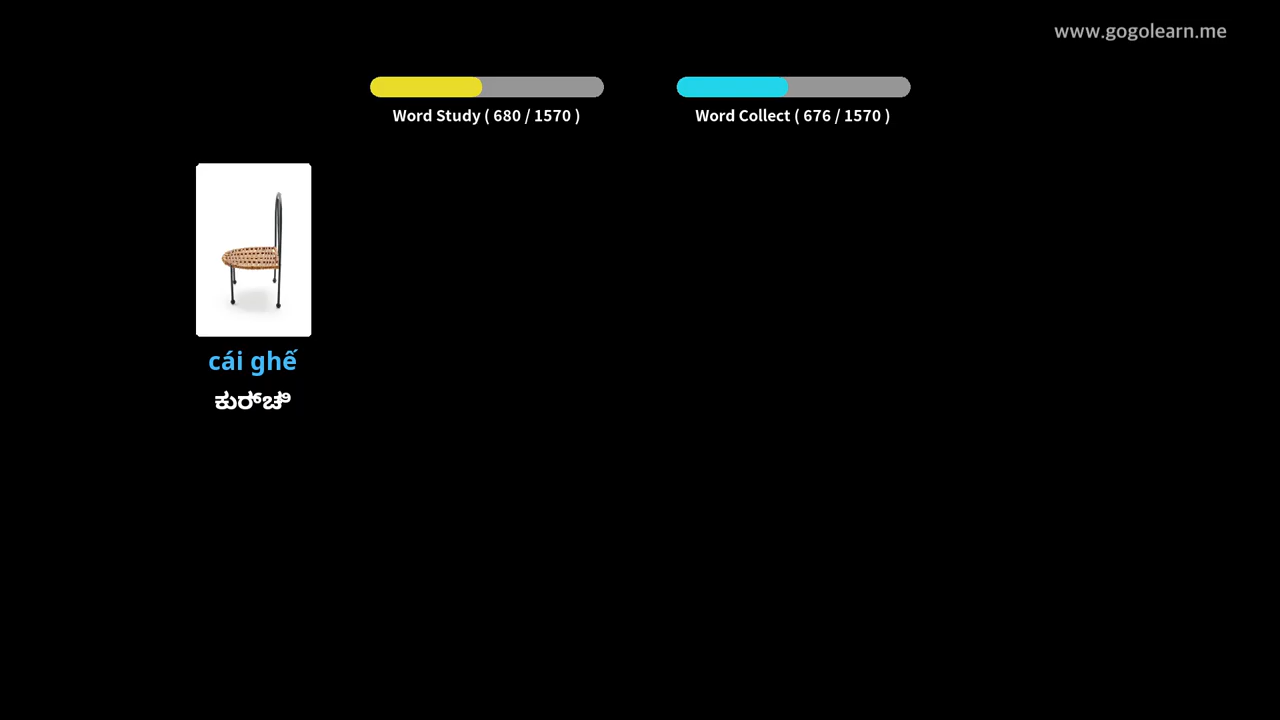 www.gogolearn.me
Word Study ( 680 / 1570 )
Word Collect ( 676 / 1570 )
cái ghế
ಕುರ್ಚಿ